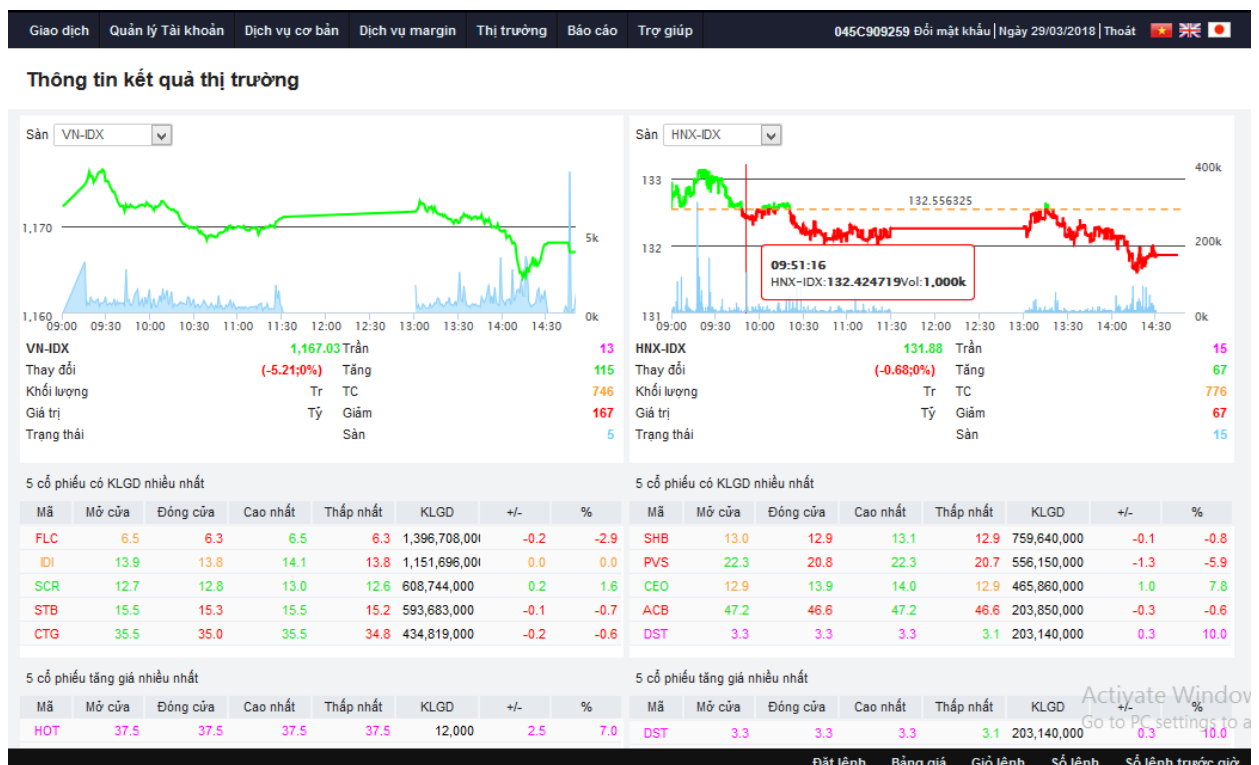 Giao dịch Quản lý Tài khoản Dịch vụ cơ bản Dịch vụ margin Thị trường Báo cáo Trợ giúp 045C909259 Đổi mật khẩu | Ngày 29/03/2018 | Thoát
Thông tin kết quả thị trường
Sàn VN-IDX
1,170
1,160
5k
0k
09:00 09:30 10:00 10:30 11:00 11:30 12:00 12:30 13:00 13:30 14:00 14:30
VN-IDX 1,167.03 Trần 13
Thay đổi (-5.21;0%) Tăng 115
Khối lượng Tr TC 746
Giá trị Tỷ Giảm 167
Trạng thái Sàn 5
Sàn HNX-IDX
133
132
131
400k
200k
0k
132.556325
09:51:16
HNX-IDX:132.424719Vol:1,000k
09:00 09:30 10:00 10:30 11:00 11:30 12:00 12:30 13:00 13:30 14:00 14:30
HNX-IDX 131.88 Trần 15
Thay đổi (-0.68;0%) Tăng 67
Khối lượng Tr TC 776
Giá trị Tỷ Giảm 67
Trạng thái Sàn 15
5 cổ phiếu có KLGD nhiều nhất
Mã Mở cửa Đóng cửa Cao nhất Thấp nhất KLGD +/- %
FLC 6.5 6.3 6.5 6.3 1,396,708,00 -0.2 -2.9
IDI 13.9 13.8 14.1 13.8 1,151,696,00 0.0 0.0
SCR 12.7 12.8 13.0 12.6 608,744,000 0.2 1.6
STB 15.5 15.3 15.5 15.2 593,683,000 -0.1 -0.7
CTG 35.5 35.0 35.5 34.8 434,819,000 -0.2 -0.6
5 cổ phiếu có KLGD nhiều nhất
Mã Mở cửa Đóng cửa Cao nhất Thấp nhất KLGD +/- %
SHB 13.0 12.9 13.1 12.9 759,640,000 -0.1 -0.8
PVS 22.3 20.8 22.3 20.7 556,150,000 -1.3 -5.9
CEO 12.9 13.9 14.0 12.9 465,860,000 1.0 7.8
ACB 47.2 46.6 47.2 46.6 203,850,000 -0.3 -0.6
DST 3.3 3.3 3.3 3.1 203,140,000 0.3 10.0
5 cổ phiếu tăng giá nhiều nhất
Mã Mở cửa Đóng cửa Cao nhất Thấp nhất KLGD +/- %
HOT 37.5 37.5 37.5 37.5 12,000 2.5 7.0
5 cổ phiếu tăng giá nhiều nhất
Mã Mở cửa Đóng cửa Cao nhất Thấp nhất KLGD +/- %
DST 3.3 3.3 3.3 3.1 203,140,000 0.3 10.0
Activate Window
Go to PC settings to a
Đặt lệnh Bảng giá Giỏ lệnh Sổ lệnh Sổ lệnh trước giờ